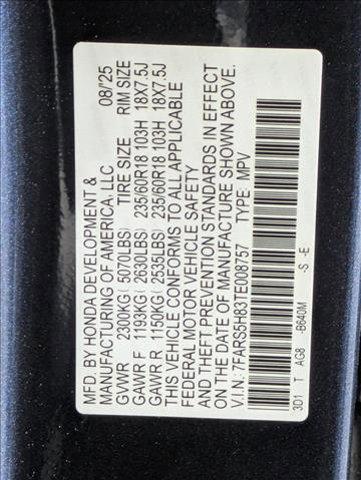 MFD. BY HONDA DEVELOPMENT &
MANUFACTURING OF AMERICA, LLC. 08/'25
GVWR 2300KG( 5070LBS) TIRE SIZE RIM SIZE
GAWR F 1193KG( 2630LBS) 235/60R18 103H 18X7.5J
GAWR R 1150KG( 2535LBS) 235/60R18 103H 18X7.5J
THIS VEHICLE CONFORMS TO ALL APPLICABLE
FEDERAL MOTOR VEHICLE SAFETY
AND THEFT PREVENTION STANDARDS IN EFFECT
ON THE DATE OF MANUFACTURE SHOWN ABOVE.
V.I.N: 7FARS5H83TE008757 TYPE: MPV
3D1 T AG8 -B640M -S -E